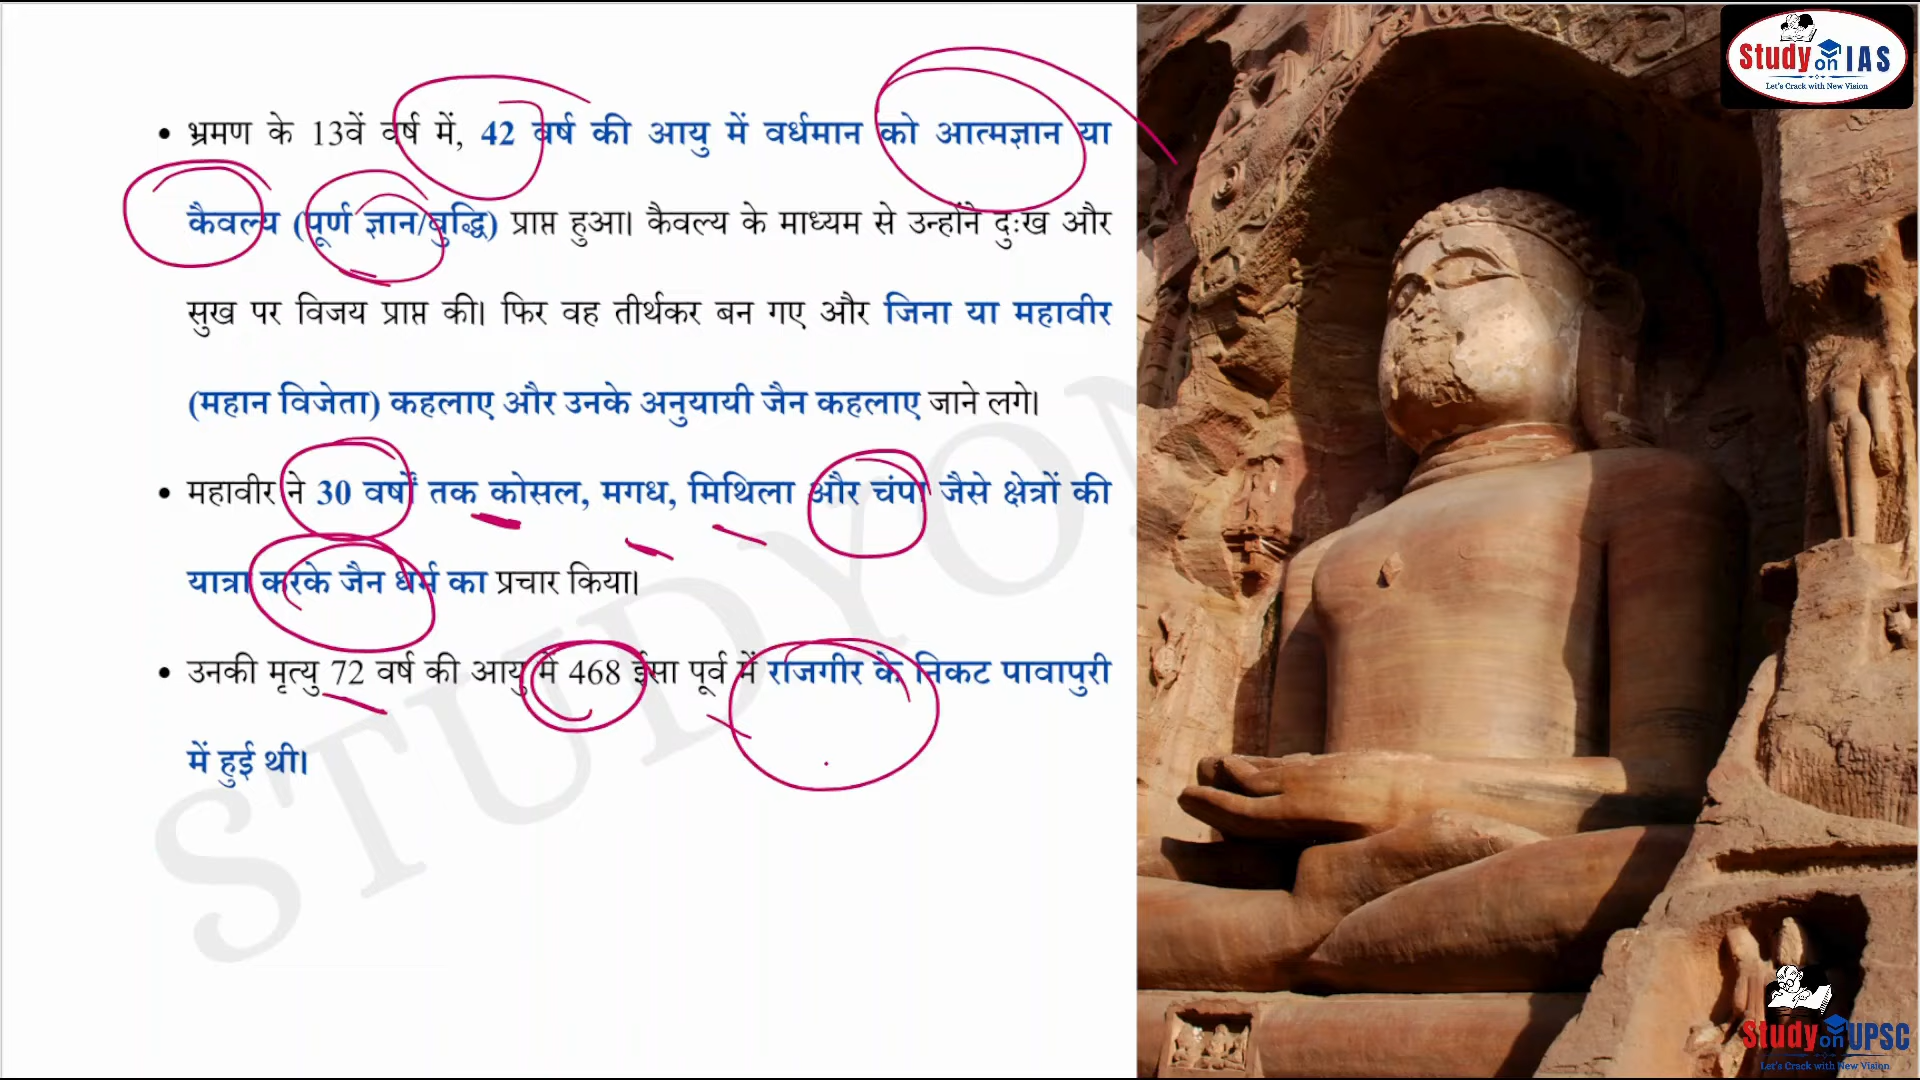 • भ्रमण के 13वें वर्ष में, 42 वर्ष की आयु में वर्धमान को आत्मज्ञान या
कैवल्य (पूर्ण ज्ञान/बुद्धि) प्राप्त हुआ। कैवल्य के माध्यम से उन्होंने दुःख और
सुख पर विजय प्राप्त की। फिर वह तीर्थकर बन गए और जिना या महावीर
(महान विजेता) कहलाए और उनके अनुयायी जैन कहलाए जाने लगे।
• महावीर ने 30 वर्षों तक कोसल, मगध, मिथिला और चंपा जैसे क्षेत्रों की
यात्रा करके जैन धर्म का प्रचार किया।
• उनकी मृत्यु 72 वर्ष की आयु में 468 ईसा पूर्व में राजगीर के निकट पावापुरी
में हुई थी।
STUDYON
Study on IAS
Let's Crack with New Vision
Study on UPSC
Let's Crack with New Vision